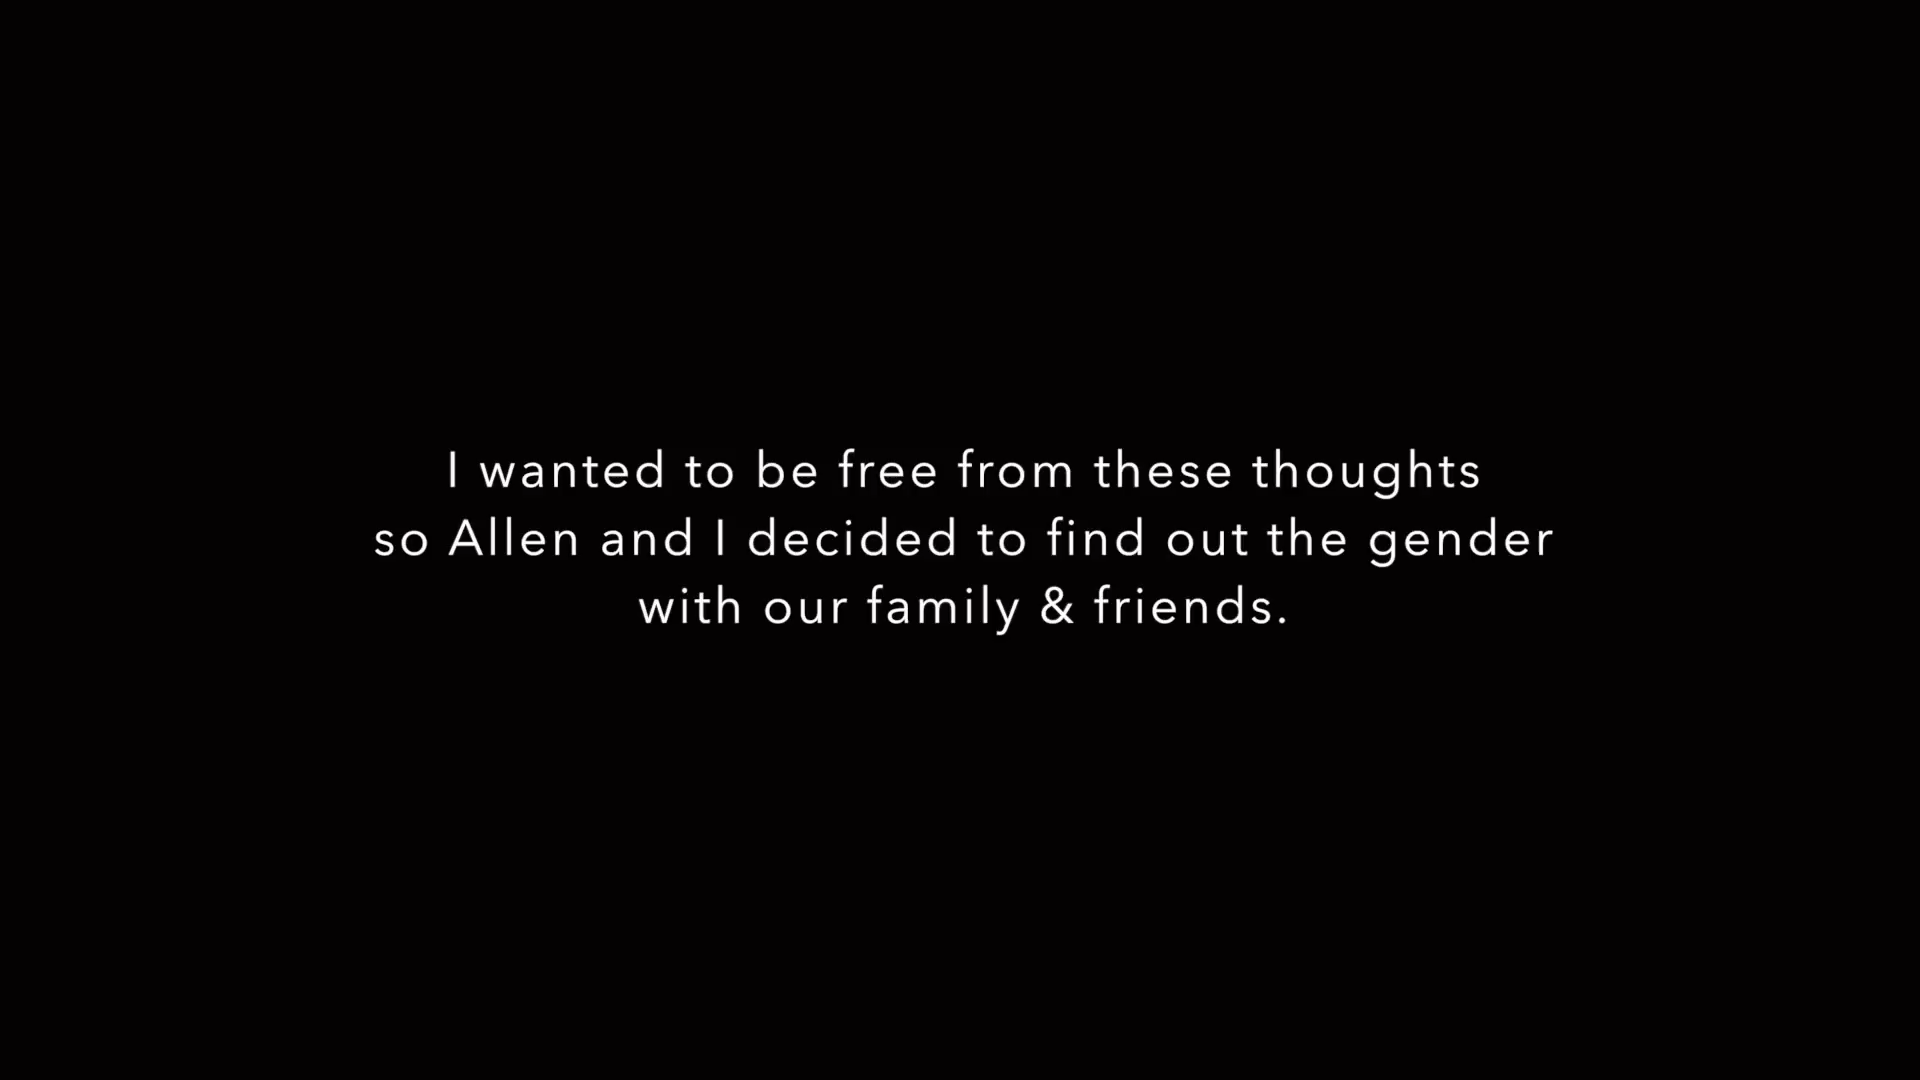 I wanted to be free from these thoughts
so Allen and I decided to find out the gender
with our family & friends.